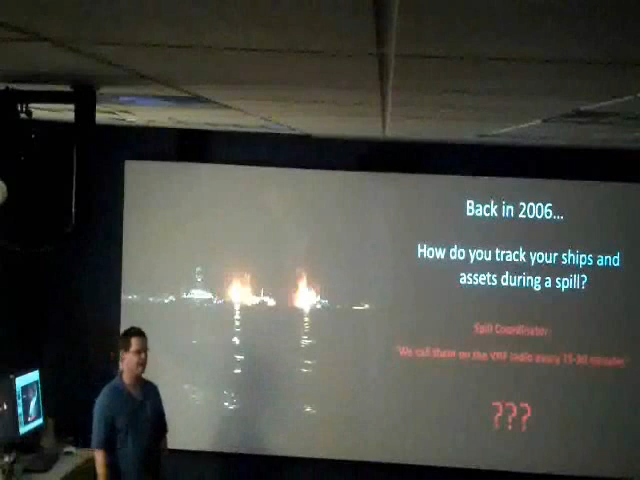 Back in 2006...
How do you track your ships and
assets during a spill?
Spill Coordinator:
"We call them on the VHF radio every 15-30 minutes"
???